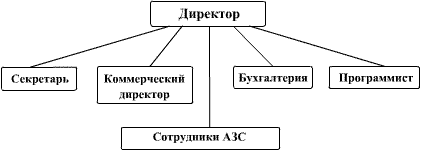 Директор
Секретарь
Коммерческий
директор
Бухгалтерия
Программист
Сотрудники АЗС